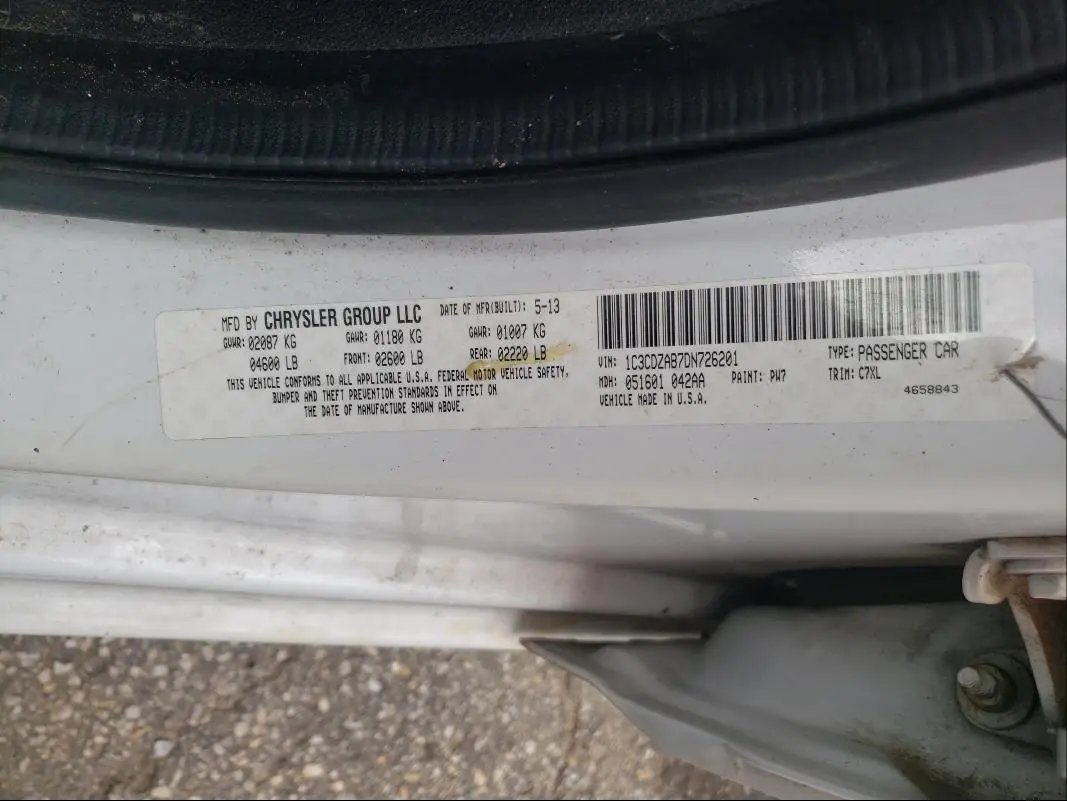 MFD BY CHRYSLER GROUP LLC DATE OF MFR(BUILT): 5-13
GVWR: 02087 KG GAWR: 01180 KG GAWR: 01007 KG
04600 LB FRONT: 02600 LB REAR: 02220 LB
THIS VEHICLE CONFORMS TO ALL APPLICABLE U.S.A. FEDERAL MOTOR VEHICLE SAFETY,
BUMPER AND THEFT PREVENTION STANDARDS IN EFFECT ON
THE DATE OF MANUFACTURE SHOWN ABOVE.
VIN: 1C3CDZAB7DN726201 TYPE: PASSENGER CAR
MDH: 051601 042AA PAINT: PW7 TRIM: C7XL
VEHICLE MADE IN U.S.A. 4658843